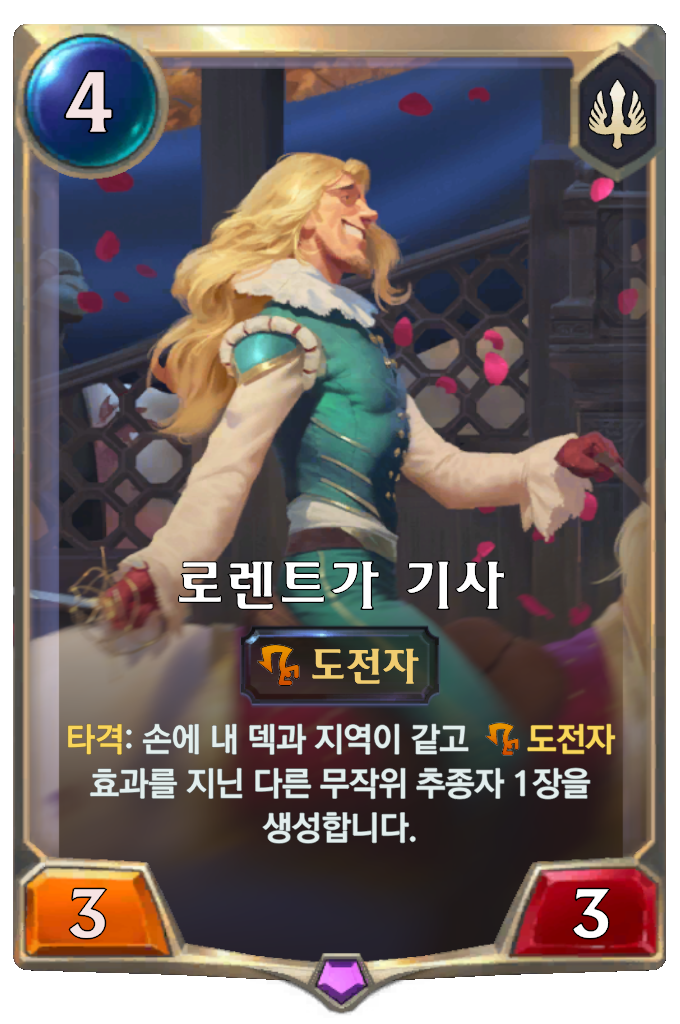 4
로렌트가 기사
도전자
타격: 손에 내 덱과 지역이 같고 도전자
효과를 지닌 다른 무작위 추종자 1장을
생성합니다.
3 3